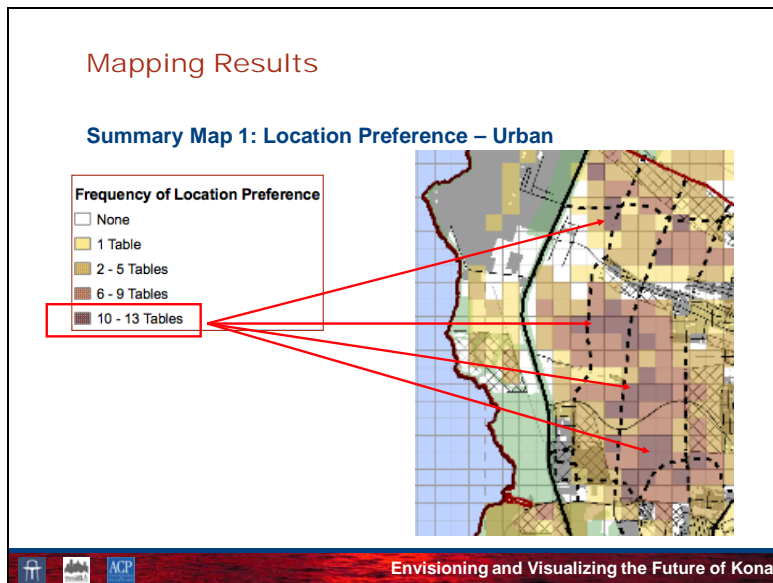 Mapping Results
Summary Map 1: Location Preference – Urban
Frequency of Location Preference
None
1 Table
2 - 5 Tables
6 - 9 Tables
10 - 13 Tables
ACP
Envisioning and Visualizing the Future of Kona